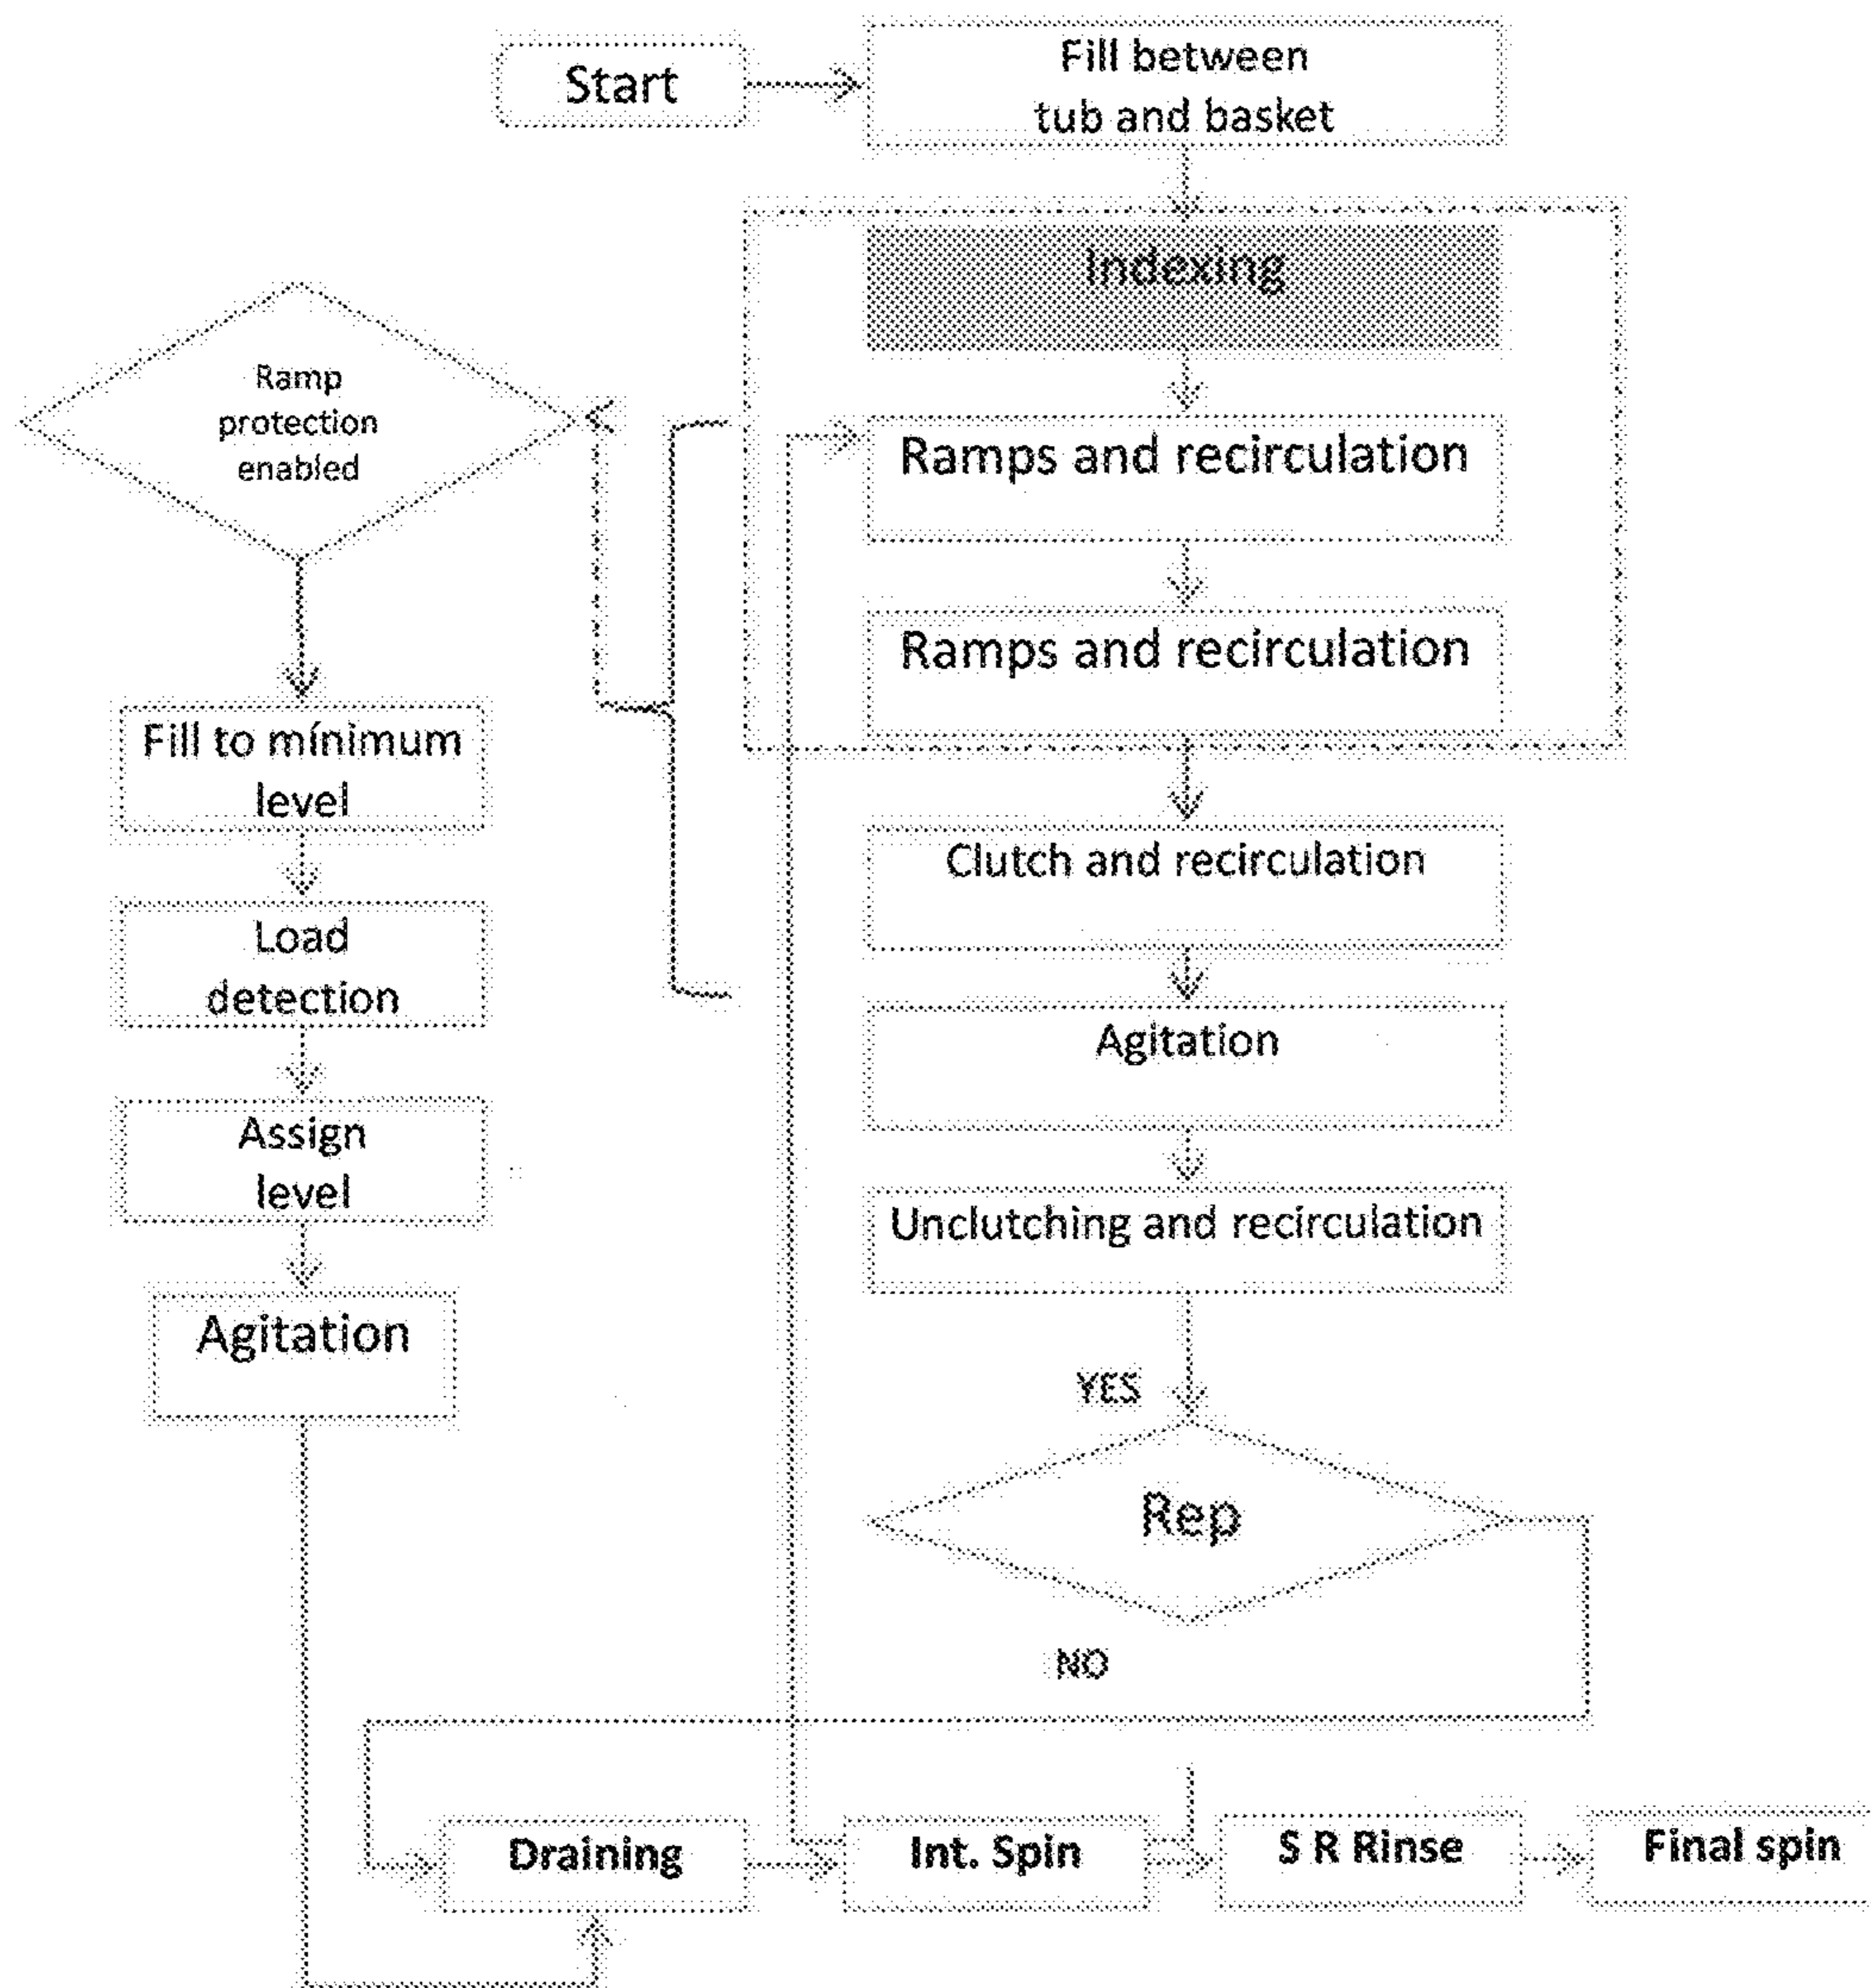 Start
Fill between
tub and basket
Indexing
Ramp
protection
enabled
Ramps and recirculation
Ramps and recirculation
Fill to mínimum
level
Clutch and recirculation
Load
detection
Agitation
Assign
level
Unclutching and recirculation
Agitation
YES
Rep
NO
Draining
Int. Spin
S R Rinse
Final spin